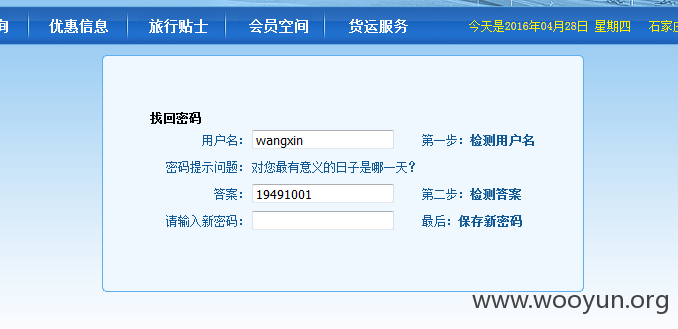 询 优惠信息 旅行贴士 会员空间 货运服务 今天是2016年04月28日 星期四 石家庄
找回密码
用户名： wangxin 第一步：检测用户名
密码提示问题： 对您最有意义的日子是哪一天？
答案： 19491001 第二步：检测答案
请输入新密码： 最后：保存新密码
www.wooyun.org